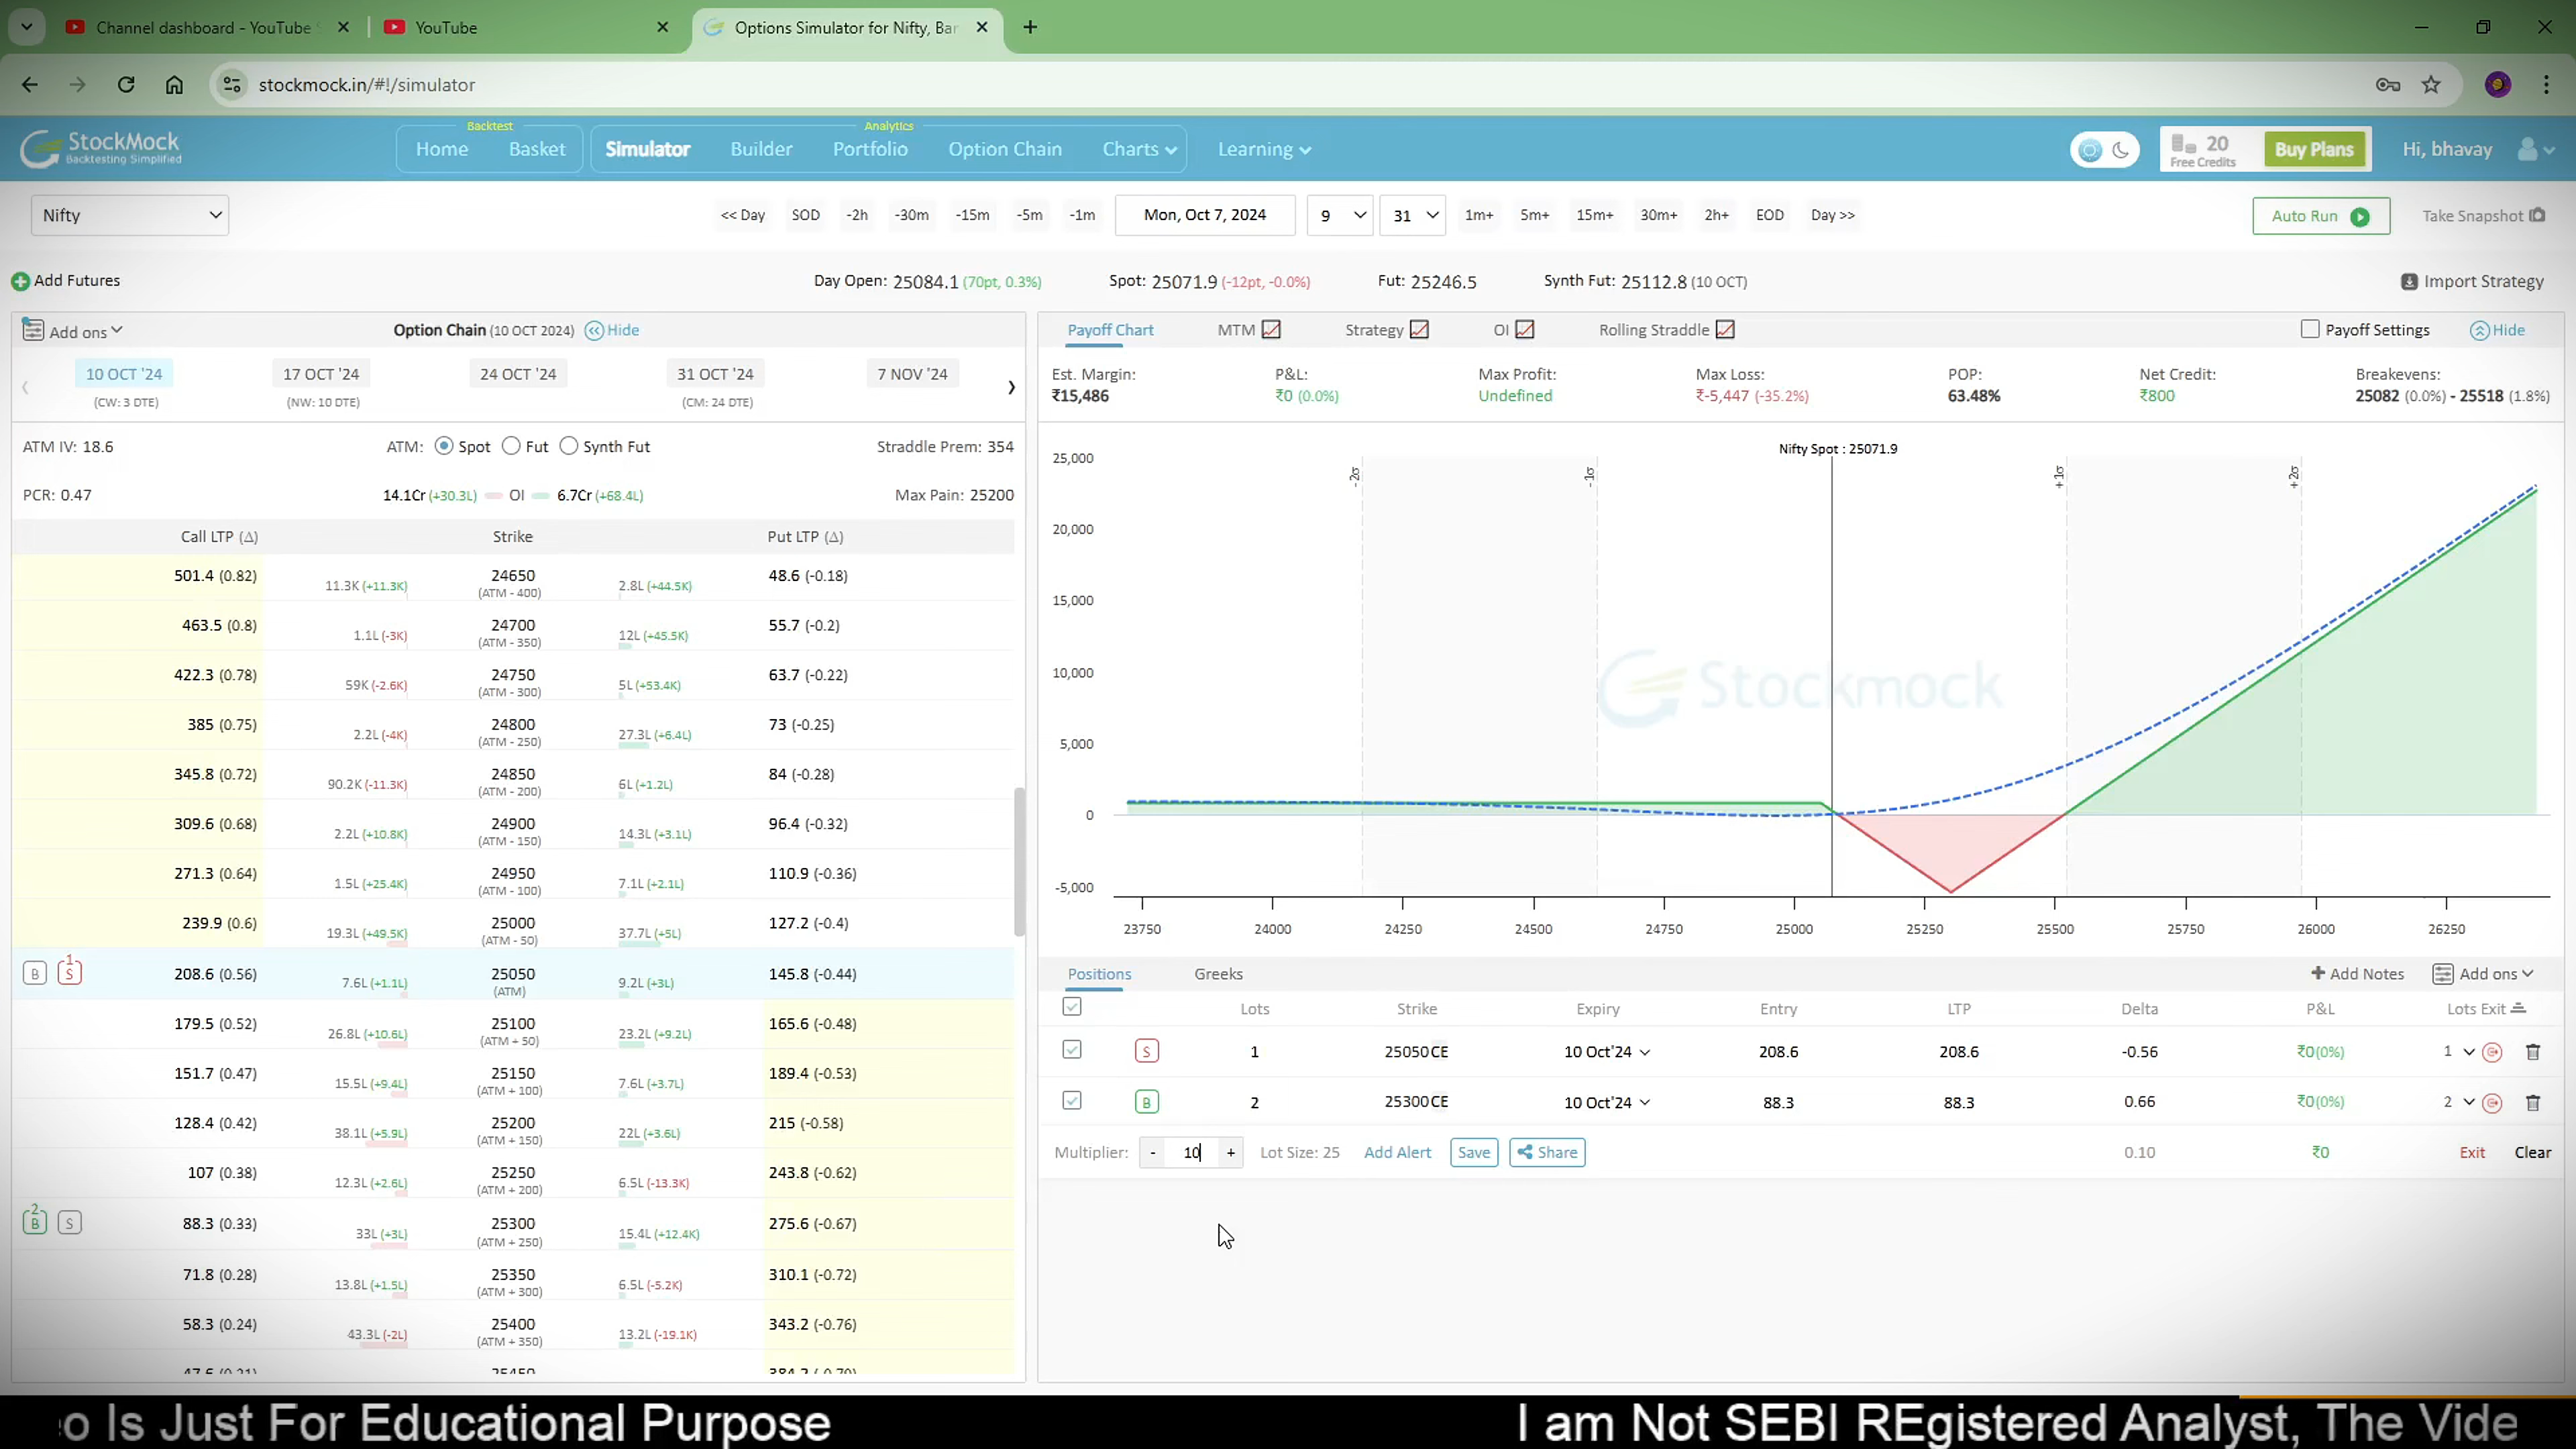 Channel dashboard - YouTube S
YouTube
Options Simulator for Nifty, Ban
stockmock.in/#!/simulator
StockMock
Backtesting Simplified
Backtest
Home Basket
Analytics
Simulator Builder Portfolio Option Chain Charts
Learning
20
Free Credits
Buy Plans
Hi, bhavay
Nifty
<< Day SOD -2h -30m -15m -5m -1m Mon, Oct 7, 2024 9 31 1m+ 5m+ 15m+ 30m+ 2h+ EOD Day >>
Auto Run
Take Snapshot
Add Futures
Day Open: 25084.1 (70pt, 0.3%) Spot: 25071.9 (-12pt, -0.0%) Fut: 25246.5 Synth Fut: 25112.8 (10 OCT)
Import Strategy
Add ons
Option Chain (10 OCT 2024) Hide
10 OCT '24 17 OCT '24 24 OCT '24 31 OCT '24 7 NOV '24
(CW: 3 DTE) (NW: 10 DTE) (CM: 24 DTE)
ATM IV: 18.6 ATM: Spot Fut Synth Fut Straddle Prem: 354
PCR: 0.47 14.1Cr (+30.3L) OI 6.7Cr (+68.4L) Max Pain: 25200
Call LTP (Δ) Strike Put LTP (Δ)
501.4 (0.82) 11.3K (+11.3K) 24650 2.8L (+44.5K) 48.6 (-0.18)
(ATM - 400)
463.5 (0.8) 1.1L (-3K) 24700 12L (+45.5K) 55.7 (-0.2)
(ATM - 350)
422.3 (0.78) 59K (-2.6K) 24750 5L (+53.4K) 63.7 (-0.22)
(ATM - 300)
385 (0.75) 2.2L (-4K) 24800 27.3L (+6.4L) 73 (-0.25)
(ATM - 250)
345.8 (0.72) 90.2K (-11.3K) 24850 6L (+1.2L) 84 (-0.28)
(ATM - 200)
309.6 (0.68) 2.2L (+10.8K) 24900 14.3L (+3.1L) 96.4 (-0.32)
(ATM - 150)
271.3 (0.64) 1.5L (+25.4K) 24950 7.1L (+2.1L) 110.9 (-0.36)
(ATM - 100)
239.9 (0.6) 19.3L (+49.5K) 25000 37.7L (+5L) 127.2 (-0.4)
(ATM - 50)
1
B S 208.6 (0.56) 7.6L (+1.1L) 25050 9.2L (+3L) 145.8 (-0.44)
(ATM)
179.5 (0.52) 26.8L (+10.6L) 25100 23.2L (+9.2L) 165.6 (-0.48)
(ATM + 50)
151.7 (0.47) 15.5L (+9.4L) 25150 7.6L (+3.7L) 189.4 (-0.53)
(ATM + 100)
128.4 (0.42) 38.1L (+5.9L) 25200 22L (+3.6L) 215 (-0.58)
(ATM + 150)
107 (0.38) 12.3L (+2.6L) 25250 6.5L (-13.3K) 243.8 (-0.62)
(ATM + 200)
2
B S 88.3 (0.33) 33L (+3L) 25300 15.4L (+12.4K) 275.6 (-0.67)
(ATM + 250)
71.8 (0.28) 13.8L (+1.5L) 25350 6.5L (-5.2K) 310.1 (-0.72)
(ATM + 300)
58.3 (0.24) 43.3L (-2L) 25400 13.2L (-19.1K) 343.2 (-0.76)
(ATM + 350)
Payoff Chart MTM Strategy OI Rolling Straddle Payoff Settings Hide
Est. Margin: P&L: Max Profit: Max Loss: POP: Net Credit: Breakevens:
₹15,486 ₹0 (0.0%) Undefined ₹-5,447 (-35.2%) 63.48% ₹800 25082 (0.0%) - 25518 (1.8%)
Nifty Spot : 25071.9
-2σ -1σ +1σ +2σ
25,000
20,000
15,000
10,000
5,000
0
-5,000
Stockmock
23750 24000 24250 24500 24750 25000 25250 25500 25750 26000 26250
Positions Greeks Add Notes Add ons
Lots Strike Expiry Entry LTP Delta P&L Lots Exit
S 1 25050CE 10 Oct'24 208.6 208.6 -0.56 ₹0(0%) 1
B 2 25300CE 10 Oct'24 88.3 88.3 0.66 ₹0(0%) 2
Multiplier: - 10 + Lot Size: 25 Add Alert Save Share 0.10 ₹0 Exit Clear
eo Is Just For Educational Purpose I am Not SEBI REgistered Analyst, The Vide